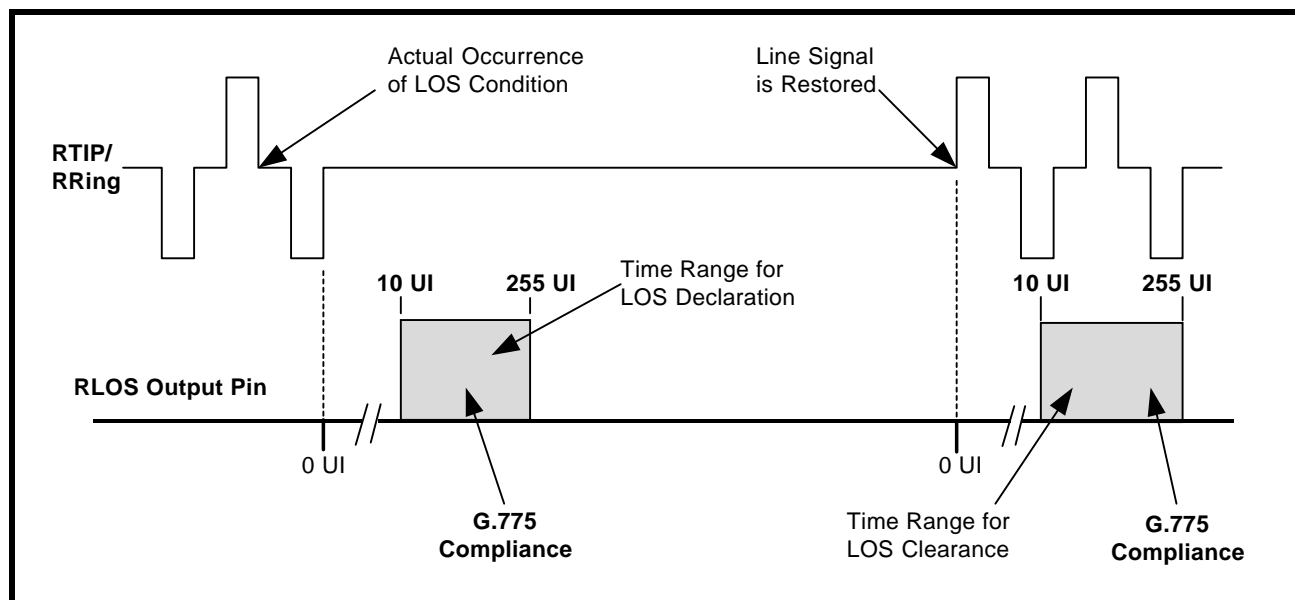 Actual Occurrence
of LOS Condition
Line Signal
is Restored
RTIP/
RRing
10 UI
255 UI
Time Range for
LOS Declaration
10 UI
255 UI
RLOS Output Pin
0 UI
0 UI
G.775
Compliance
Time Range for
LOS Clearance
G.775
Compliance